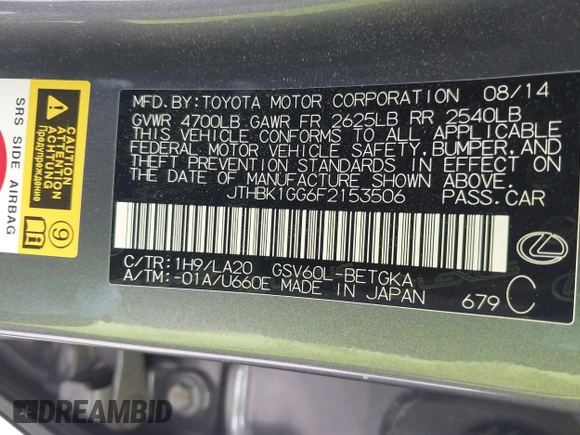 SRS SIDE AIRBAG
CAUTION
ATTENTION
ACHTUNG
Предупреждение
9
MFD.BY:TOYOTA MOTOR CORPORATION 08/14
GVWR 4700LB GAWR FR 2625LB RR 2540LB
THIS VEHICLE CONFORMS TO ALL APPLICABLE
FEDERAL MOTOR VEHICLE SAFETY,BUMPER,AND
THEFT PREVENTION STANDARDS IN EFFECT ON
THE DATE OF MANUFACTURE SHOWN ABOVE.
JTHBK1GG6F2153506 PASS.CAR
C/TR:1H9/LA20 GSV60L-BETGKA
A/TM:-01A/U660E MADE IN JAPAN
679 C
DREAMBID